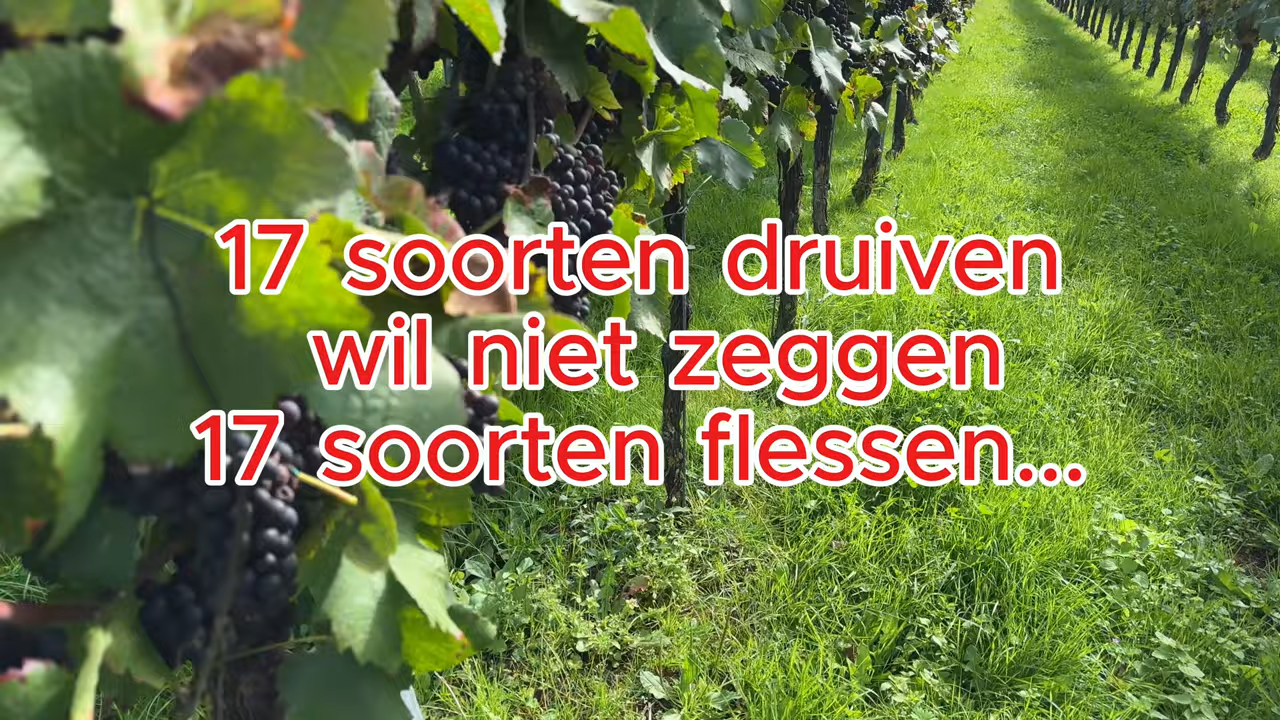 17 soorten druiven
wil niet zeggen
17 soorten flessen...